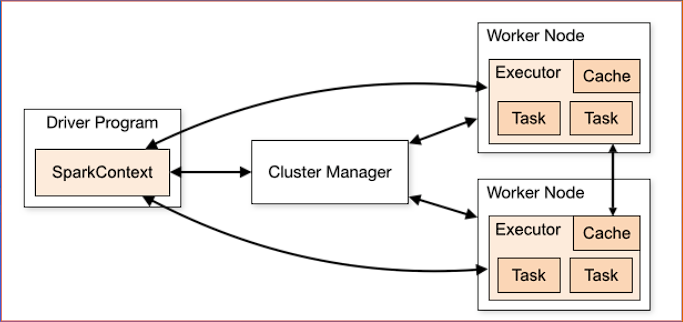 Driver Program
SparkContext
Cluster Manager
Worker Node
Executor
Cache
Task
Task
Worker Node
Executor
Cache
Task
Task